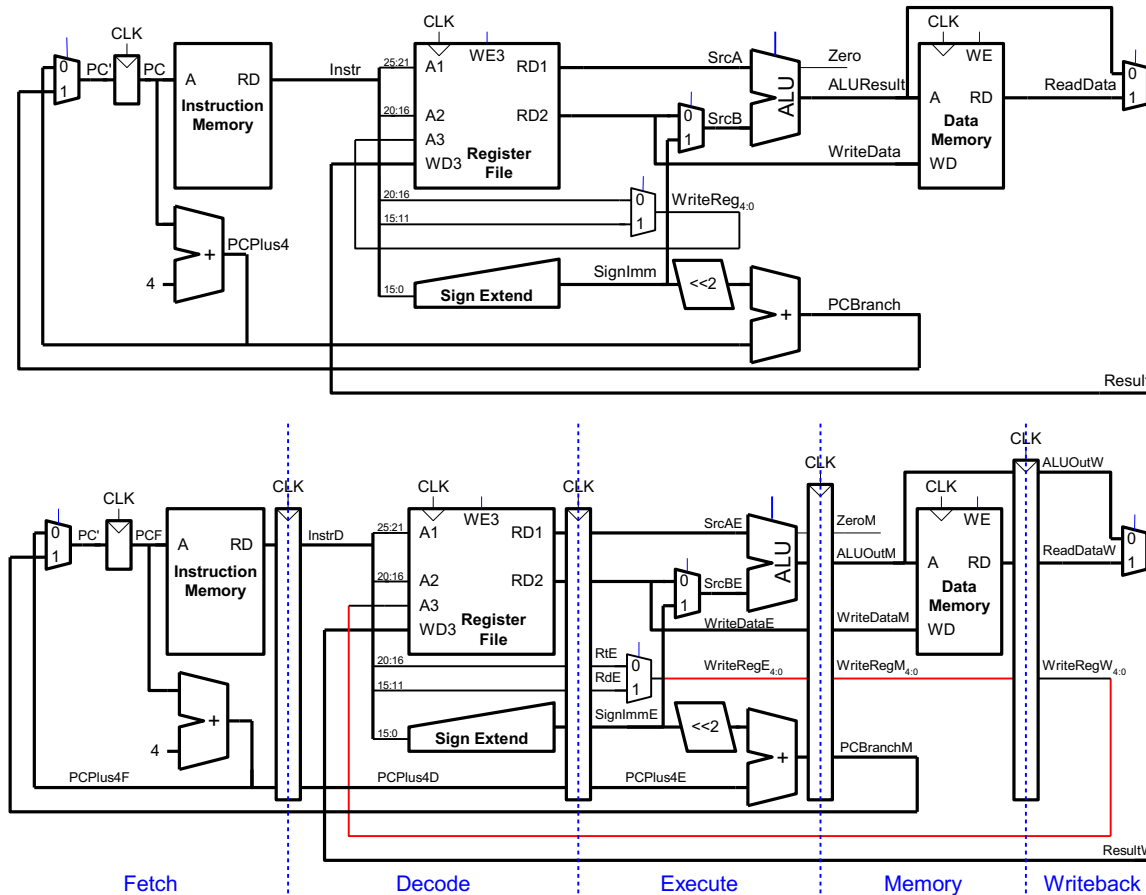 CLK CLK CLK
0 PC' PC A RD Instr 25:21 A1 WE3 RD1 SrcA Zero WE 0
1 Instruction Memory 20:16 A2 RD2 0 SrcB ALU ALUResult A RD ReadData 1
A3 1 Data Memory
WD3 Register File WriteData WD
20:16 0 WriteReg4:0
15:11 1
PCPlus4
+
4 15:0 Sign Extend SignImm <<2
+ PCBranch
Result
CLK
CLK CLK CLK CLK CLK CLK ALUOutW
0 PC' PCF A RD InstrD 25:21 A1 WE3 RD1 SrcAE ZeroM WE 0
1 Instruction Memory 20:16 A2 RD2 0 SrcBE ALU ALUOutM A RD ReadDataW 1
A3 1 Data Memory
WD3 Register File WriteDataE WriteDataM WD
20:16 RtE 0 WriteRegE4:0 WriteRegM4:0 WriteRegW4:0
15:11 RdE 1
+ SignImmE
4 15:0 Sign Extend <<2
+ PCBranchM
PCPlus4F PCPlus4D PCPlus4E
ResultW
Fetch Decode Execute Memory Writeback